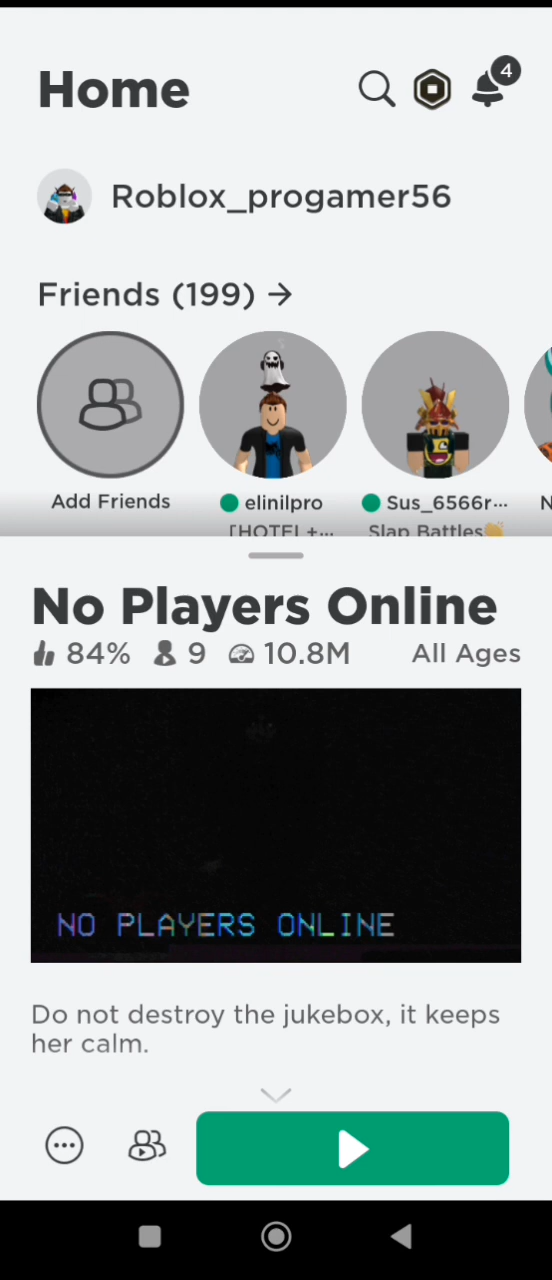 Home
4
Roblox_progamer56
Friends (199) →
Add Friends
elinilpro
Sus_6566r...
N
[HOTEL+...
Slap Battles👏
No Players Online
84% 9 10.8M All Ages
NO PLAYERS ONLINE
Do not destroy the jukebox, it keeps
her calm.